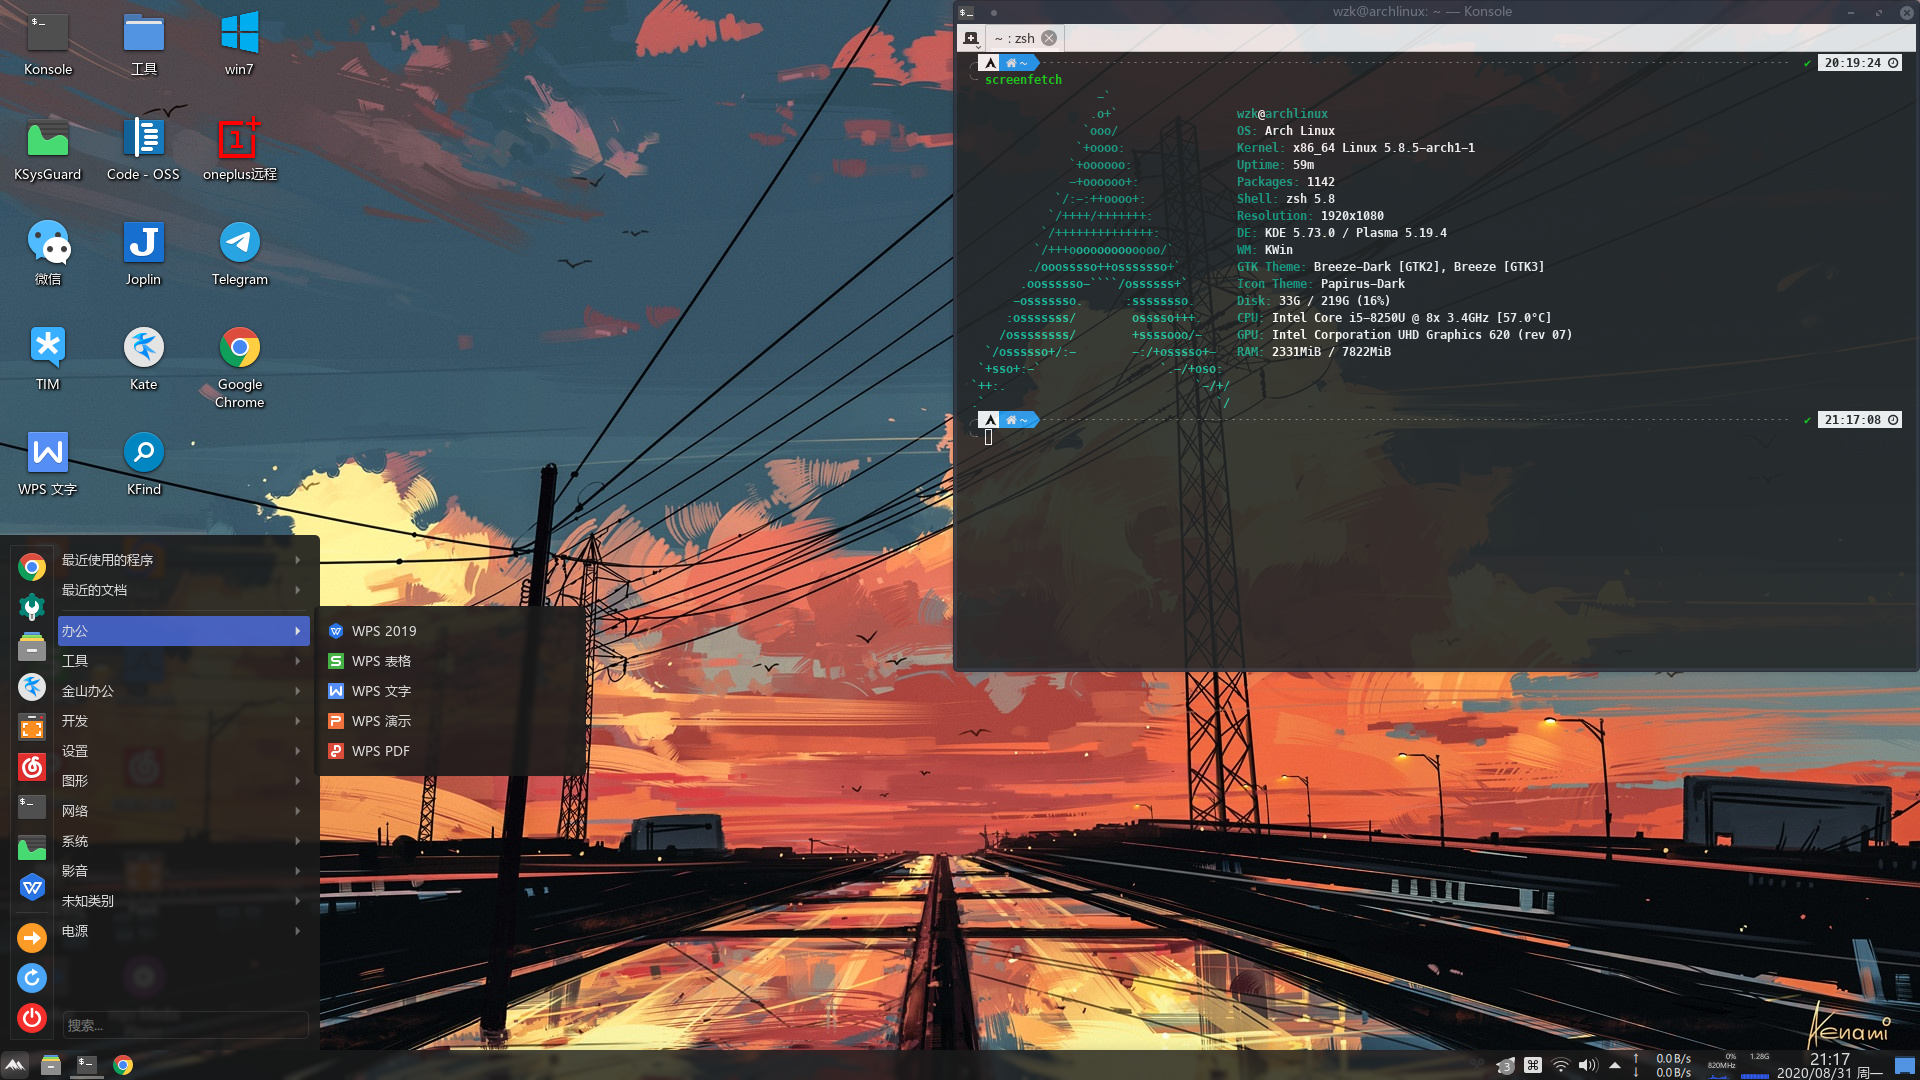 Konsole
工具
win7
KSysGuard
Code - OSS
oneplus远程
微信
Joplin
Telegram
TIM
Kate
Google Chrome
WPS 文字
KFind
wzk@archlinux: ~ — Konsole
~ : zsh
~
20:19:24
screenfetch
wzk@archlinux
OS: Arch Linux
Kernel: x86_64 Linux 5.8.5-arch1-1
Uptime: 59m
Packages: 1142
Shell: zsh 5.8
Resolution: 1920x1080
DE: KDE 5.73.0 / Plasma 5.19.4
WM: KWin
GTK Theme: Breeze-Dark [GTK2], Breeze [GTK3]
Icon Theme: Papirus-Dark
Disk: 33G / 219G (16%)
CPU: Intel Core i5-8250U @ 8x 3.4GHz [57.0°C]
GPU: Intel Corporation UHD Graphics 620 (rev 07)
RAM: 2331MiB / 7822MiB
~
21:17:08
最近使用的程序
最近的文档
办公
工具
金山办公
开发
设置
图形
网络
系统
影音
未知类别
电源
搜索...
WPS 2019
WPS 表格
WPS 文字
WPS 演示
WPS PDF
Kenami
3
0.0 B/s
0.0 B/s
0%
820MHz
1.28G
21:17
2020/08/31 周一